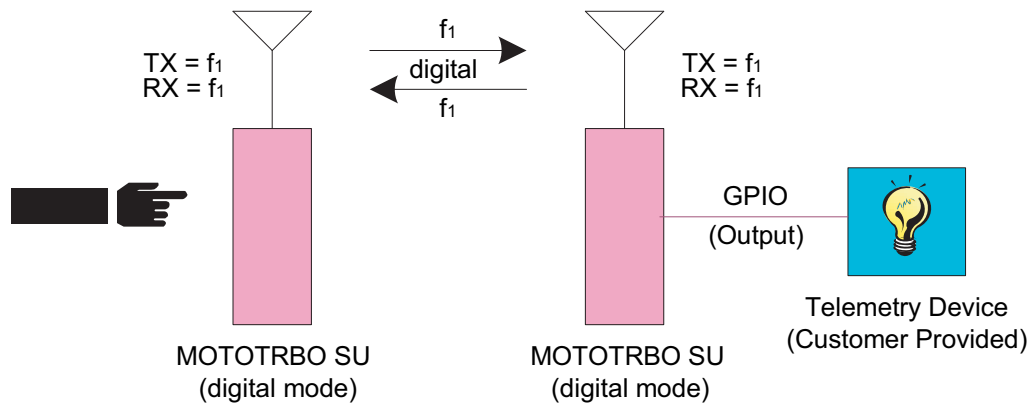 f1
TX = f1
RX = f1
digital
f1
TX = f1
RX = f1
GPIO
(Output)
Telemetry Device
(Customer Provided)
MOTOTRBO SU
(digital mode)
MOTOTRBO SU
(digital mode)